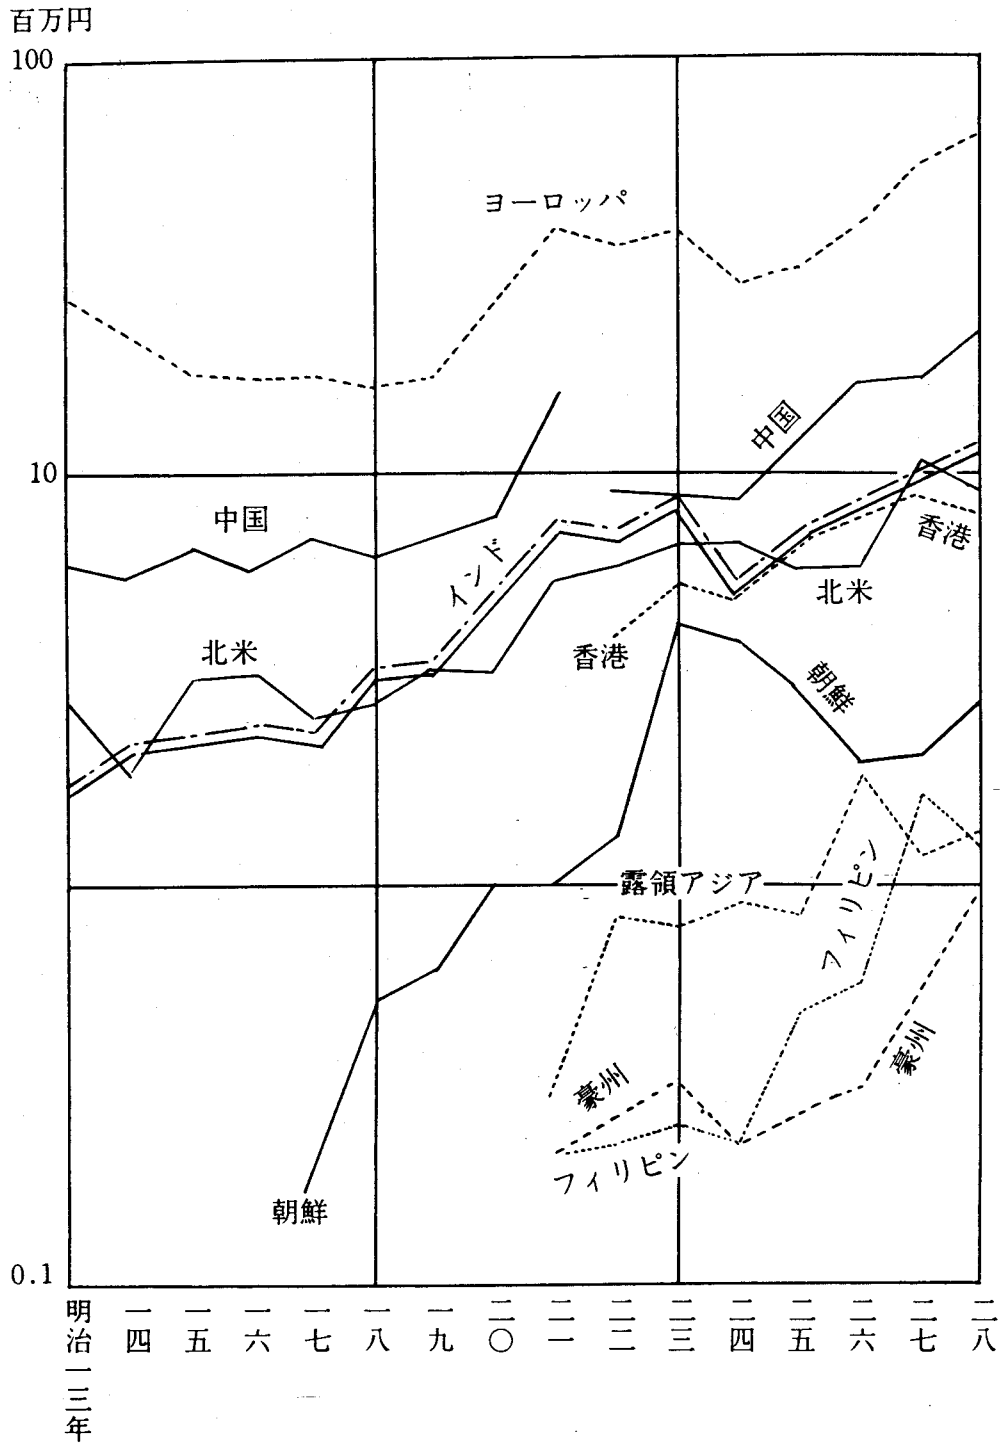 百万円
100
ヨーロッパ
中国
10
中国
インド
香港
北米
北米
香港
朝鮮
露領アジア
フィリピン
豪州
豪州
フィリピン
朝鮮
0.1
明治一三年
一四
一五
一六
一七
一八
一九
二〇
二一
二二
二三
二四
二五
二六
二七
二八